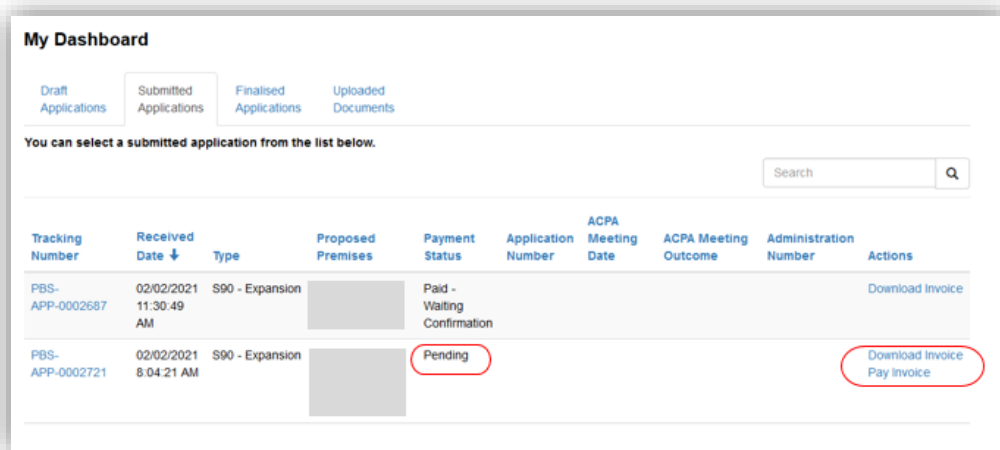 My Dashboard
Draft Applications
Submitted Applications
Finalised Applications
Uploaded Documents
You can select a submitted application from the list below.
Search
Tracking Number
Received Date
Type
Proposed Premises
Payment Status
Application Number
ACPA Meeting Date
ACPA Meeting Outcome
Administration Number
Actions
PBS-APP-0002687
02/02/2021 11:30:49 AM
S90 - Expansion
Paid - Waiting Confirmation
Download Invoice
PBS-APP-0002721
02/02/2021 8:04:21 AM
S90 - Expansion
Pending
Download Invoice
Pay Invoice